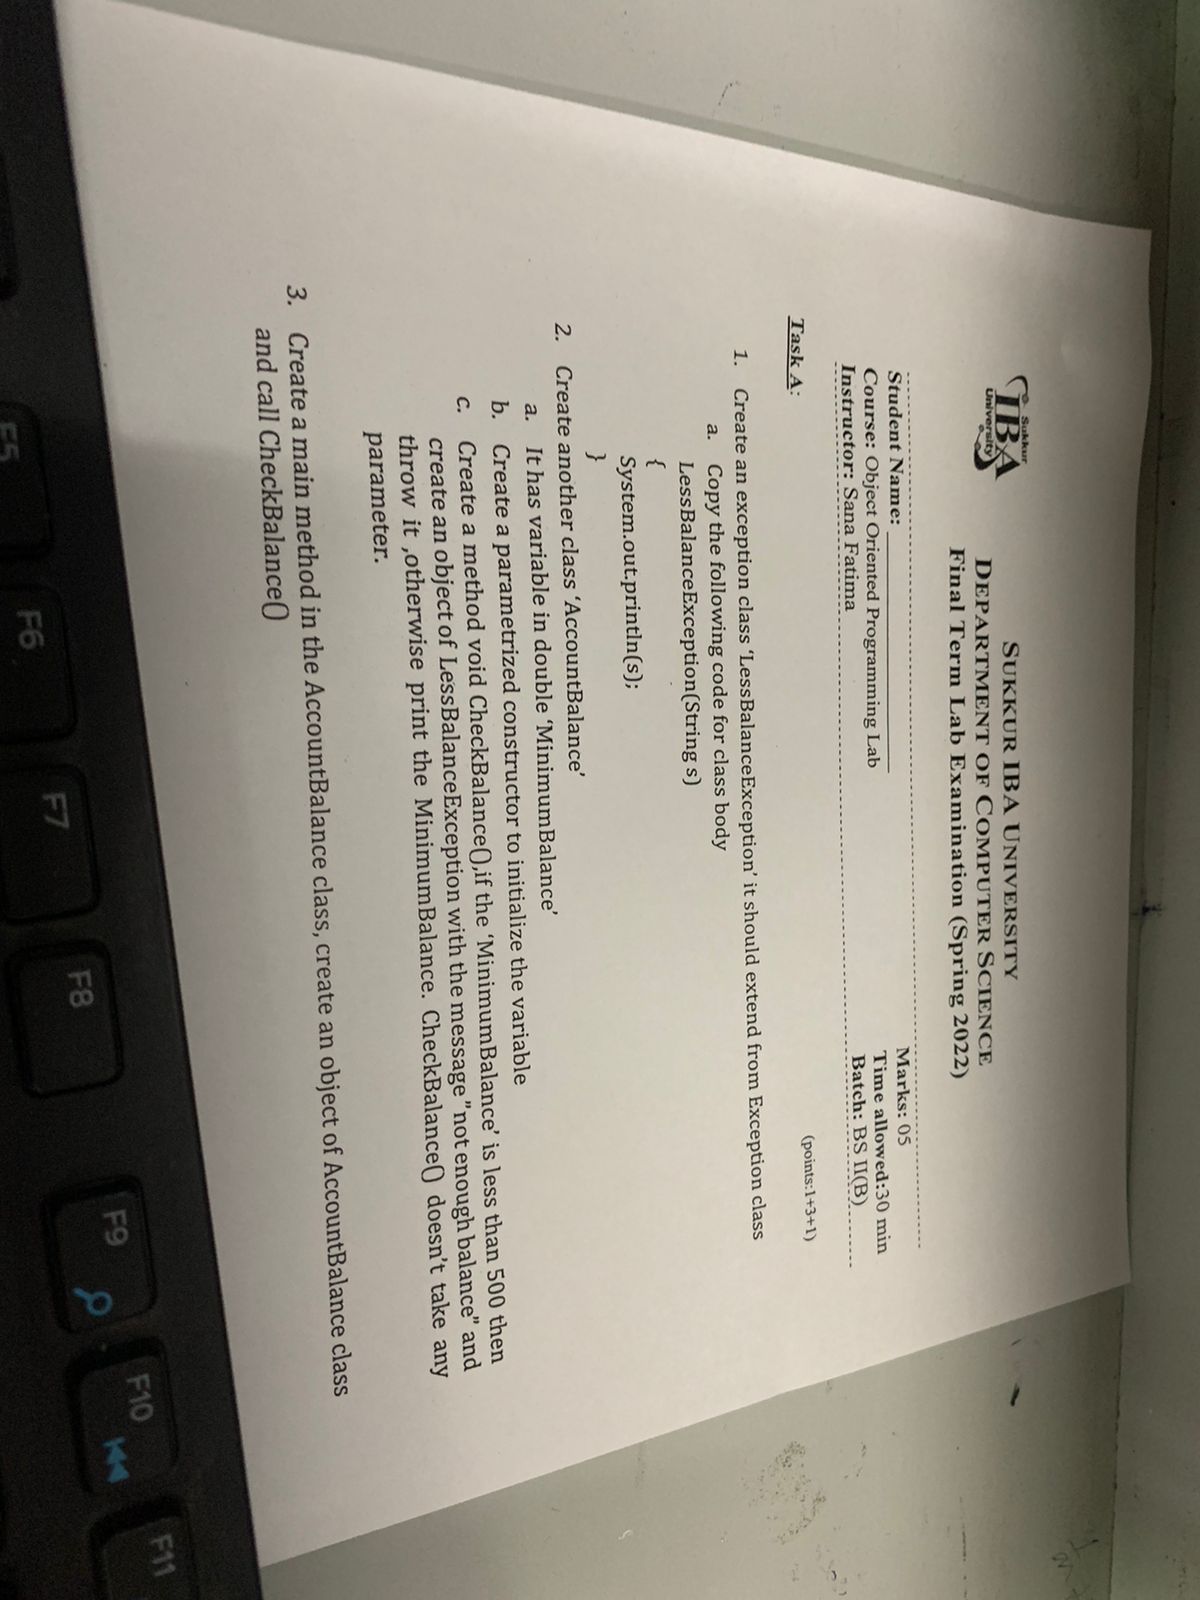 Sukkur
IBA
University
SUKKUR IBA UNIVERSITY
DEPARTMENT OF COMPUTER SCIENCE
Final Term Lab Examination (Spring 2022)
Student Name:
Marks: 05
Course: Object Oriented Programming Lab
Time allowed:30 min
Instructor: Sana Fatima
Batch: BS II(B)
Task A:
(points:1+3+1)
1. Create an exception class ‘LessBalanceException’ it should extend from Exception class
a. Copy the following code for class body
LessBalanceException(String s)
{
System.out.println(s);
}
2. Create another class ‘AccountBalance’
a. It has variable in double ‘MinimumBalance’
b. Create a parametrized constructor to initialize the variable
c. Create a method void CheckBalance(),if the ‘MinimumBalance’ is less than 500 then
create an object of LessBalanceException with the message "not enough balance” and
throw it ,otherwise print the MinimumBalance. CheckBalance() doesn’t take any
parameter.
3. Create a main method in the AccountBalance class, create an object of AccountBalance class
and call CheckBalance()
F5
F6
F7
F8
F9
F10
F11